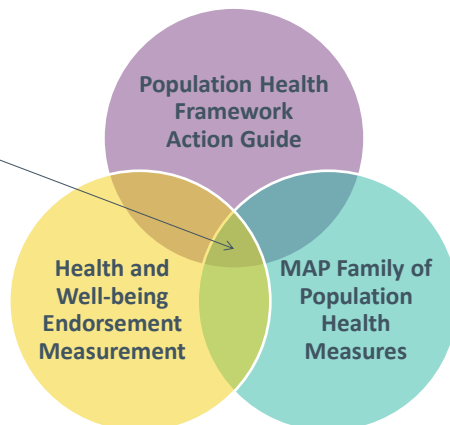 Population Health
Framework
Action Guide
Health and
Well-being
Endorsement
Measurement
MAP Family of
Population
Health
Measures